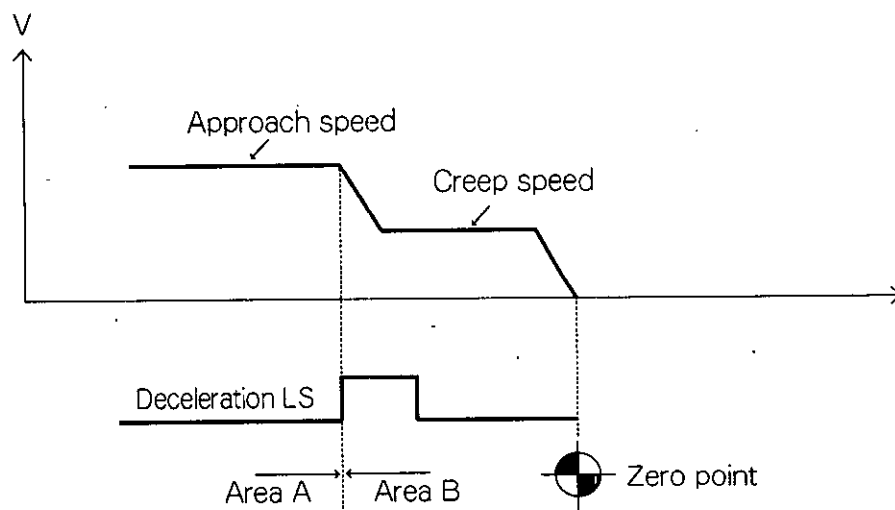 V
Approach speed
Creep speed
Deceleration LS
Area A
Area B
Zero point